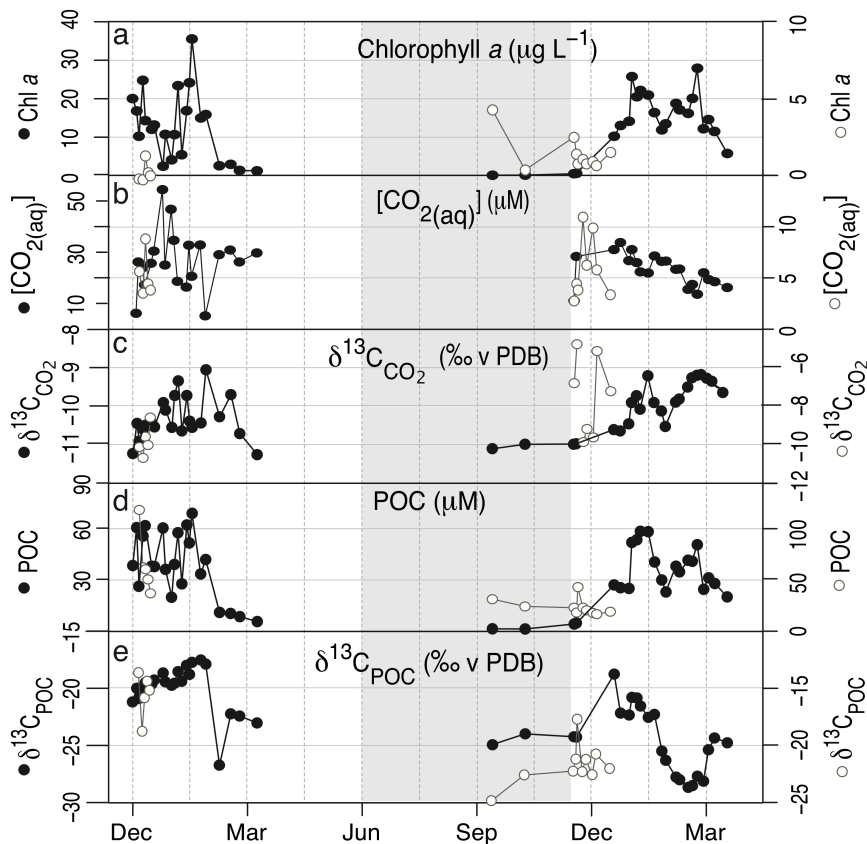 40 a Chlorophyll a (µg L−1) 10
30
20 5
10
0 0
● Chl a
○ Chl a
b [CO2(aq)] (µM)
50
30
10
10
5
0
● [CO2(aq)]
○ [CO2(aq)]
−8 c δ13CCO2 (‰ v PDB)
−9
−10
−11
−6
−8
−10
−12
● δ13CCO2
○ δ13CCO2
90 d POC (µM)
60
30
100
50
0
● POC
○ POC
−15 e δ13CPOC (‰ v PDB)
−20
−25
−30
−15
−20
−25
● δ13CPOC
○ δ13CPOC
Dec Mar Jun Sep Dec Mar